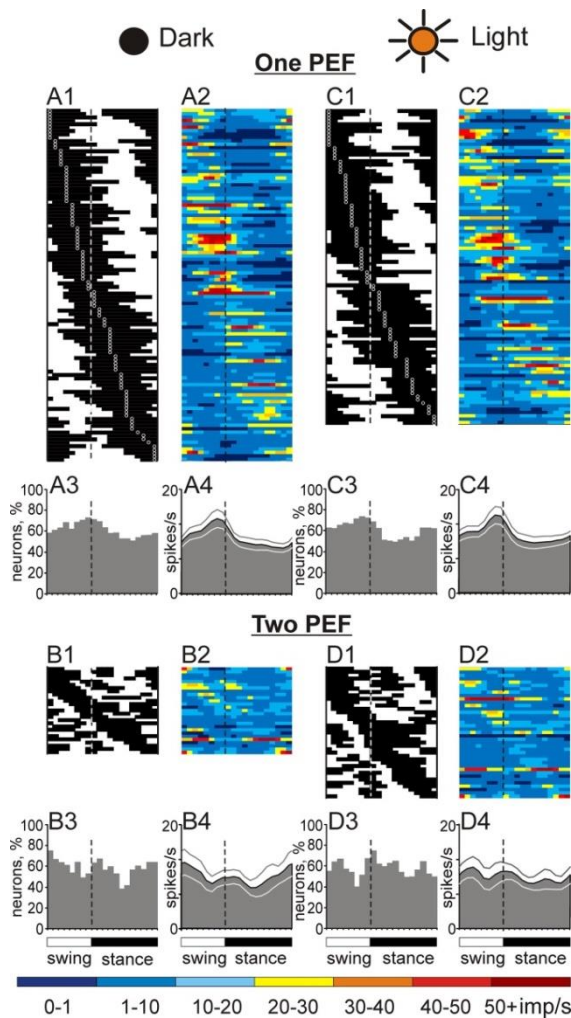 Dark Light
One PEF
A1 A2 C1 C2
A3 A4 C3 C4
100 20 100 20
80 80
60 60
40 40
20 20
0 0 0 0
neurons, % spikes/s neurons, % spikes/s
Two PEF
B1 B2 D1 D2
B3 B4 D3 D4
100 20 100 20
80 80
60 60
40 40
20 20
0 0 0 0
neurons, % spikes/s neurons, % spikes/s
swing stance swing stance swing stance swing stance
0-1 1-10 10-20 20-30 30-40 40-50 50+imp/s